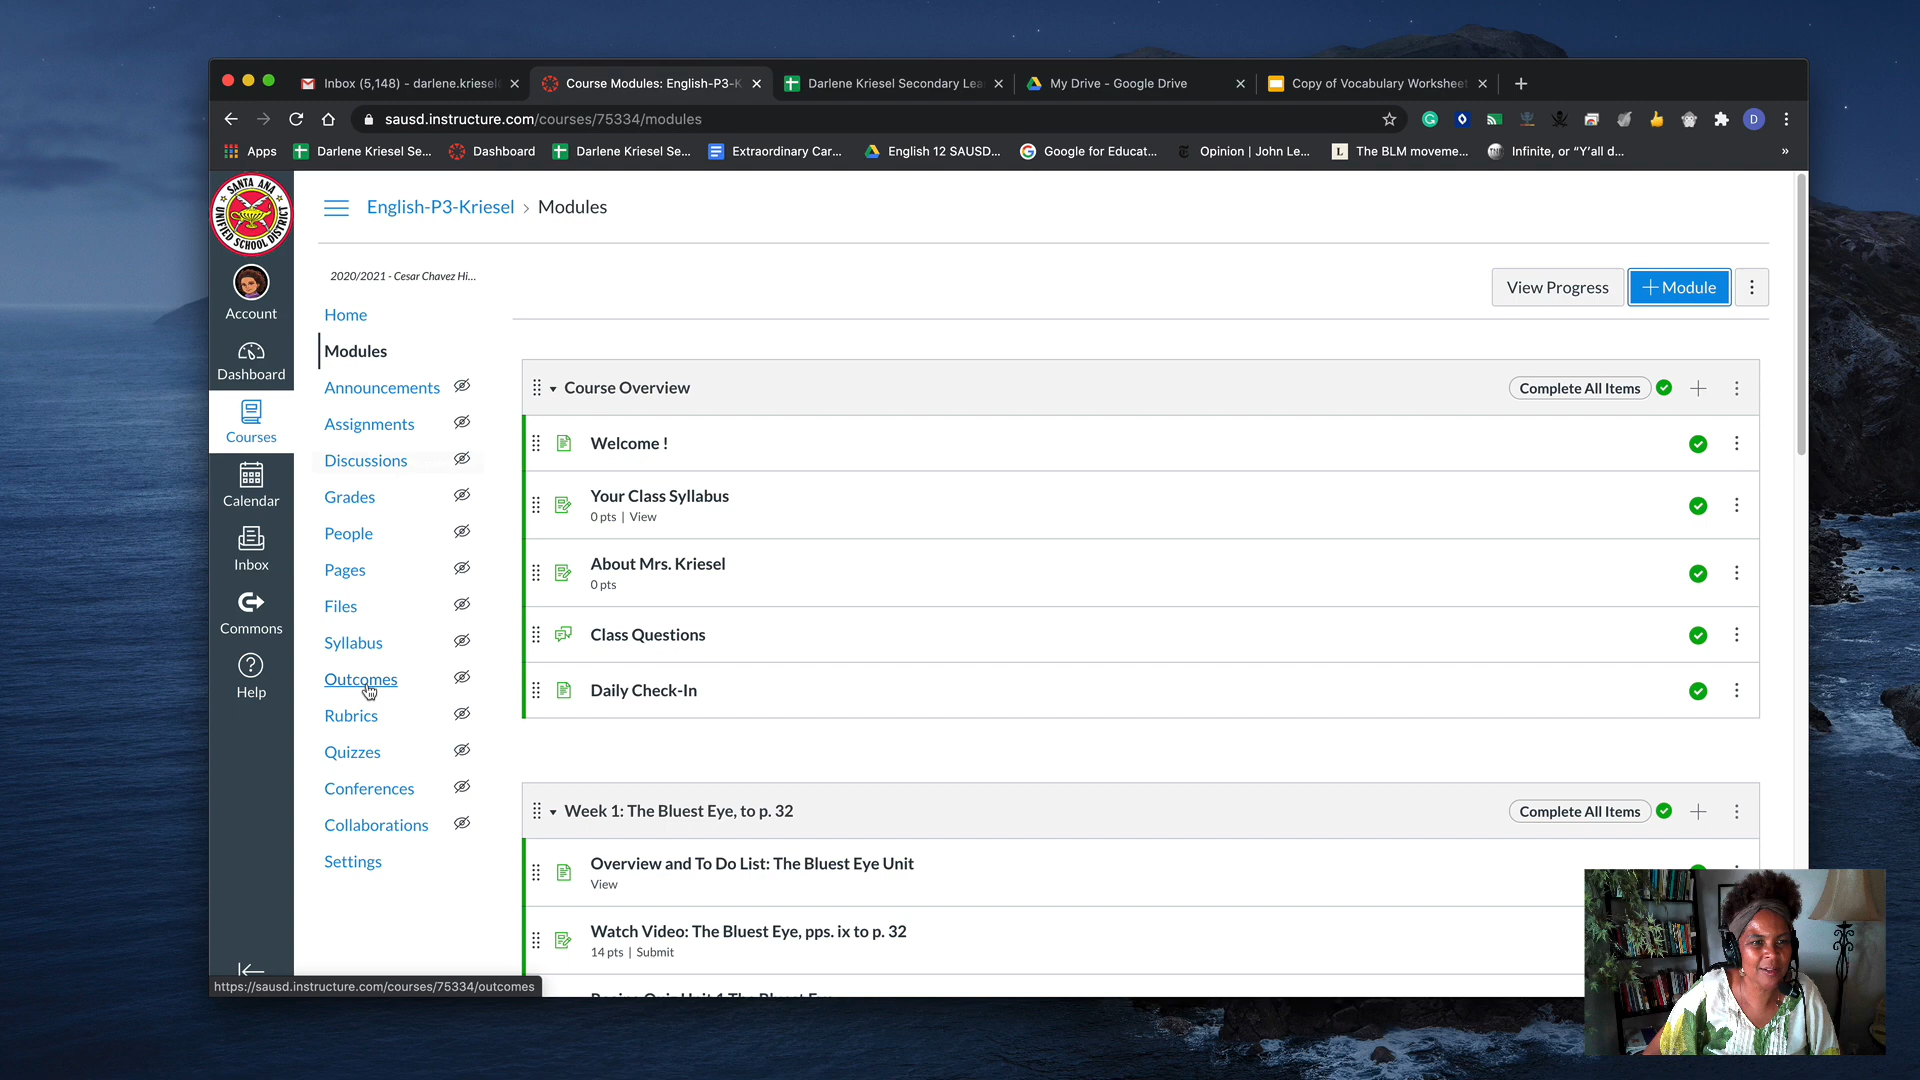 Inbox (5,148) - darlene.kriesel
Course Modules: English-P3-K
Darlene Kriesel Secondary Lea
My Drive - Google Drive
Copy of Vocabulary Worksheet
sausd.instructure.com/courses/75334/modules
D
Apps
Darlene Kriesel Se...
Dashboard
Darlene Kriesel Se...
Extraordinary Car...
English 12 SAUSD...
Google for Educat...
Opinion | John Le...
The BLM moveme...
Infinite, or “Y’all d...
»
SANTA ANA
UNIFIED SCHOOL DISTRICT
Account
Dashboard
Courses
Calendar
Inbox
Commons
Help
English-P3-Kriesel › Modules
2020/2021 - Cesar Chavez Hi...
Home
Modules
Announcements
Assignments
Discussions
Grades
People
Pages
Files
Syllabus
Outcomes
Rubrics
Quizzes
Conferences
Collaborations
Settings
View Progress
+ Module
Course Overview
Complete All Items
Welcome !
Your Class Syllabus
0 pts | View
About Mrs. Kriesel
0 pts
Class Questions
Daily Check-In
Week 1: The Bluest Eye, to p. 32
Complete All Items
Overview and To Do List: The Bluest Eye Unit
View
Watch Video: The Bluest Eye, pps. ix to p. 32
14 pts | Submit
https://sausd.instructure.com/courses/75334/outcomes